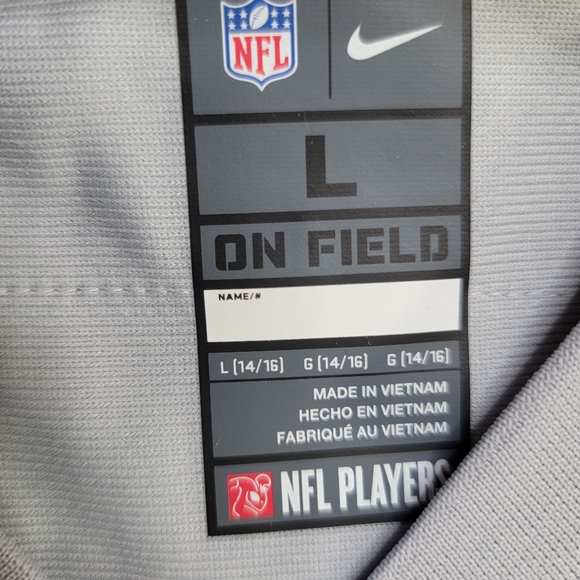 NFL
L
ON FIELD
NAME/#
L (14/16) G (14/16) G (14/16)
MADE IN VIETNAM
HECHO EN VIETNAM
FABRIQUÉ AU VIETNAM
NFL PLAYERS